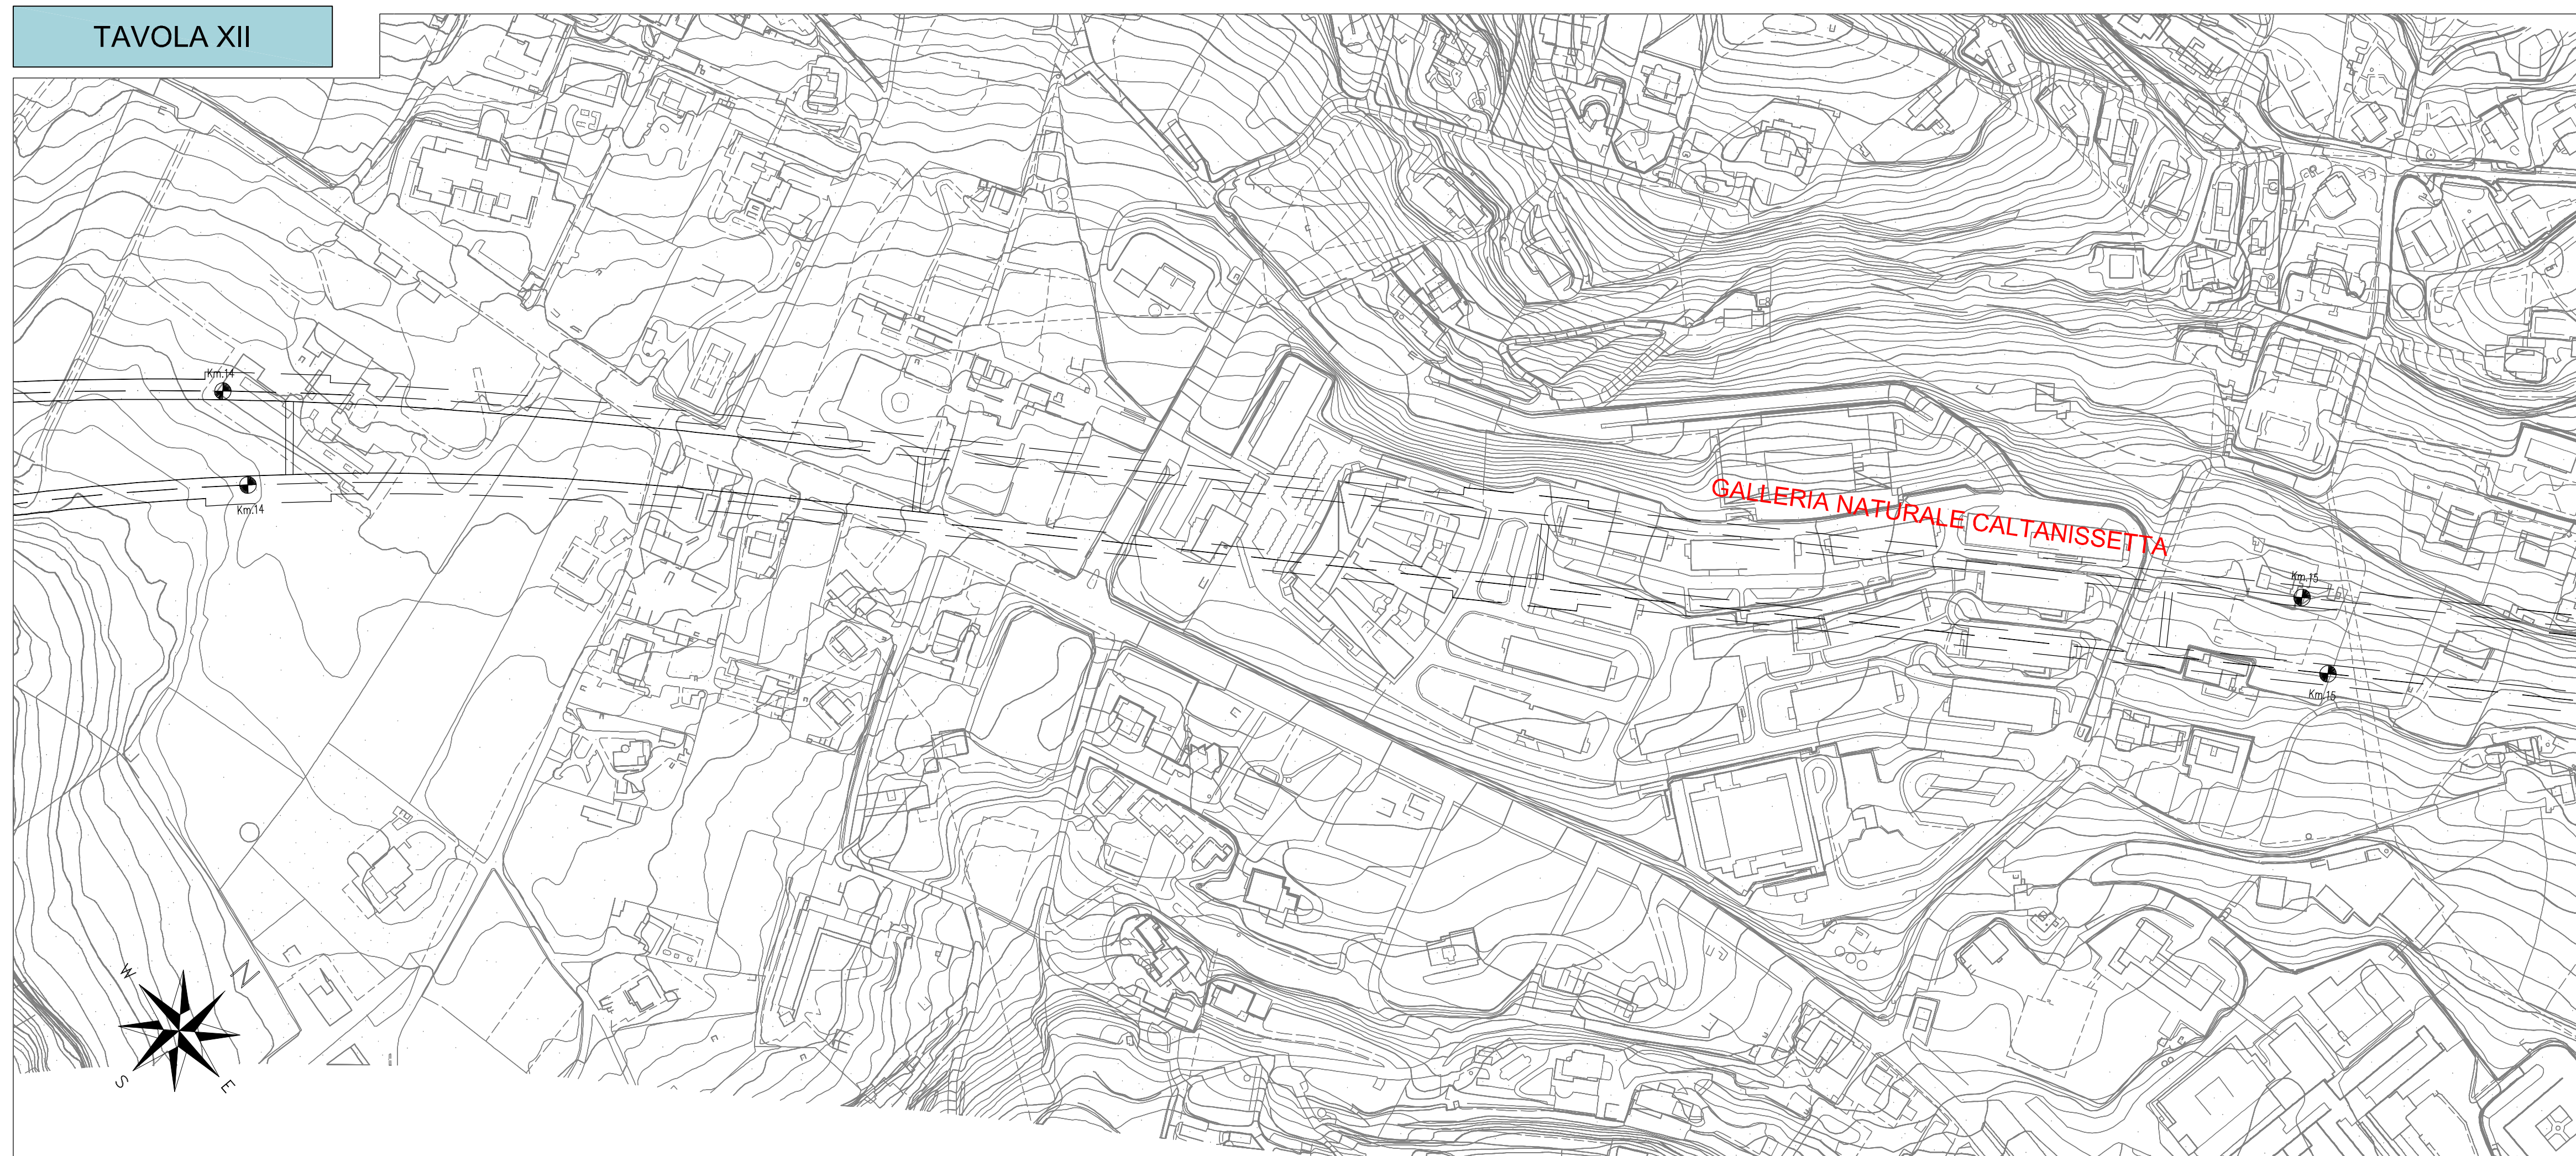 TAVOLA XII
Km.14
Km.14
GALLERIA NATURALE CALTANISSETTA
Km.15
Km.15
W
N
S
E